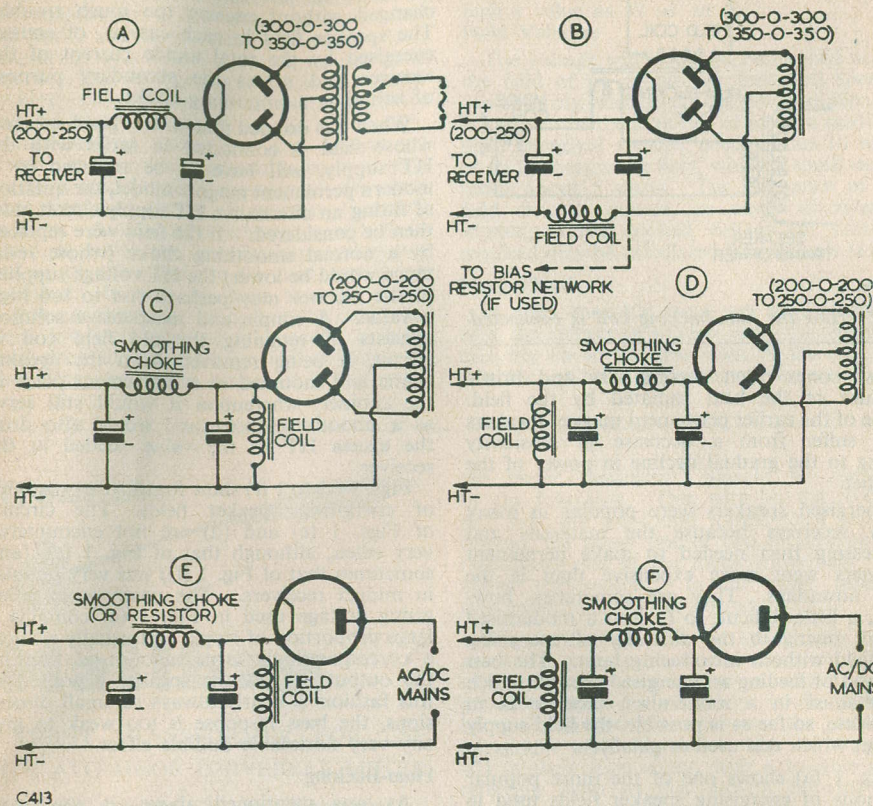 A
(300-0-300
TO 350-0-350)
HT+
FIELD COIL
(200-250)
TO
RECEIVER
+
-
+
-
HT-
B
(300-0-300
TO 350-0-350)
HT+
(200-250)
TO
RECEIVER
+
-
+
-
HT-
FIELD COIL
TO BIAS
RESISTOR NETWORK
(IF USED)
C
(200-0-200
TO 250-0-250)
SMOOTHING
CHOKE
HT+
+
-
+
-
FIELD
COIL
HT-
D
(200-0-200
TO 250-0-250)
SMOOTHING
CHOKE
HT+
FIELD
COIL
+
-
+
-
HT-
E
SMOOTHING CHOKE
(OR RESISTOR)
HT+
+
-
+
-
FIELD
COIL
AC/DC
MAINS
HT-
F
SMOOTHING
CHOKE
HT+
FIELD
COIL
+
-
+
-
AC/DC
MAINS
HT-
C413